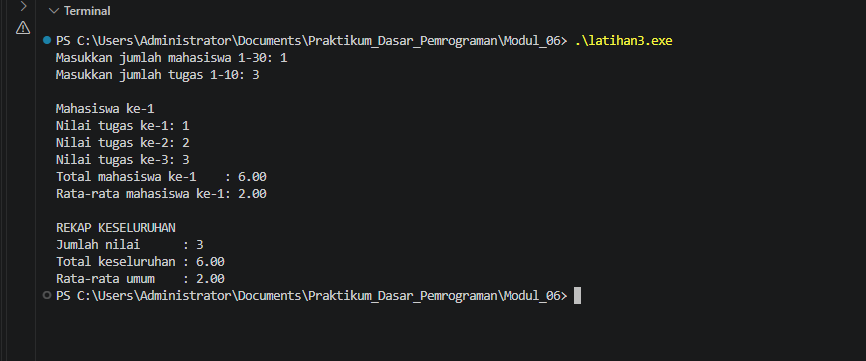 Terminal
PS C:\Users\Administrator\Documents\Praktikum_Dasar_Pemrograman\Modul_06> .\latihan3.exe
Masukkan jumlah mahasiswa 1-30: 1
Masukkan jumlah tugas 1-10: 3

Mahasiswa ke-1
Nilai tugas ke-1: 1
Nilai tugas ke-2: 2
Nilai tugas ke-3: 3
Total mahasiswa ke-1    : 6.00
Rata-rata mahasiswa ke-1: 2.00

REKAP KESELURUHAN
Jumlah nilai      : 3
Total keseluruhan : 6.00
Rata-rata umum    : 2.00
PS C:\Users\Administrator\Documents\Praktikum_Dasar_Pemrograman\Modul_06>